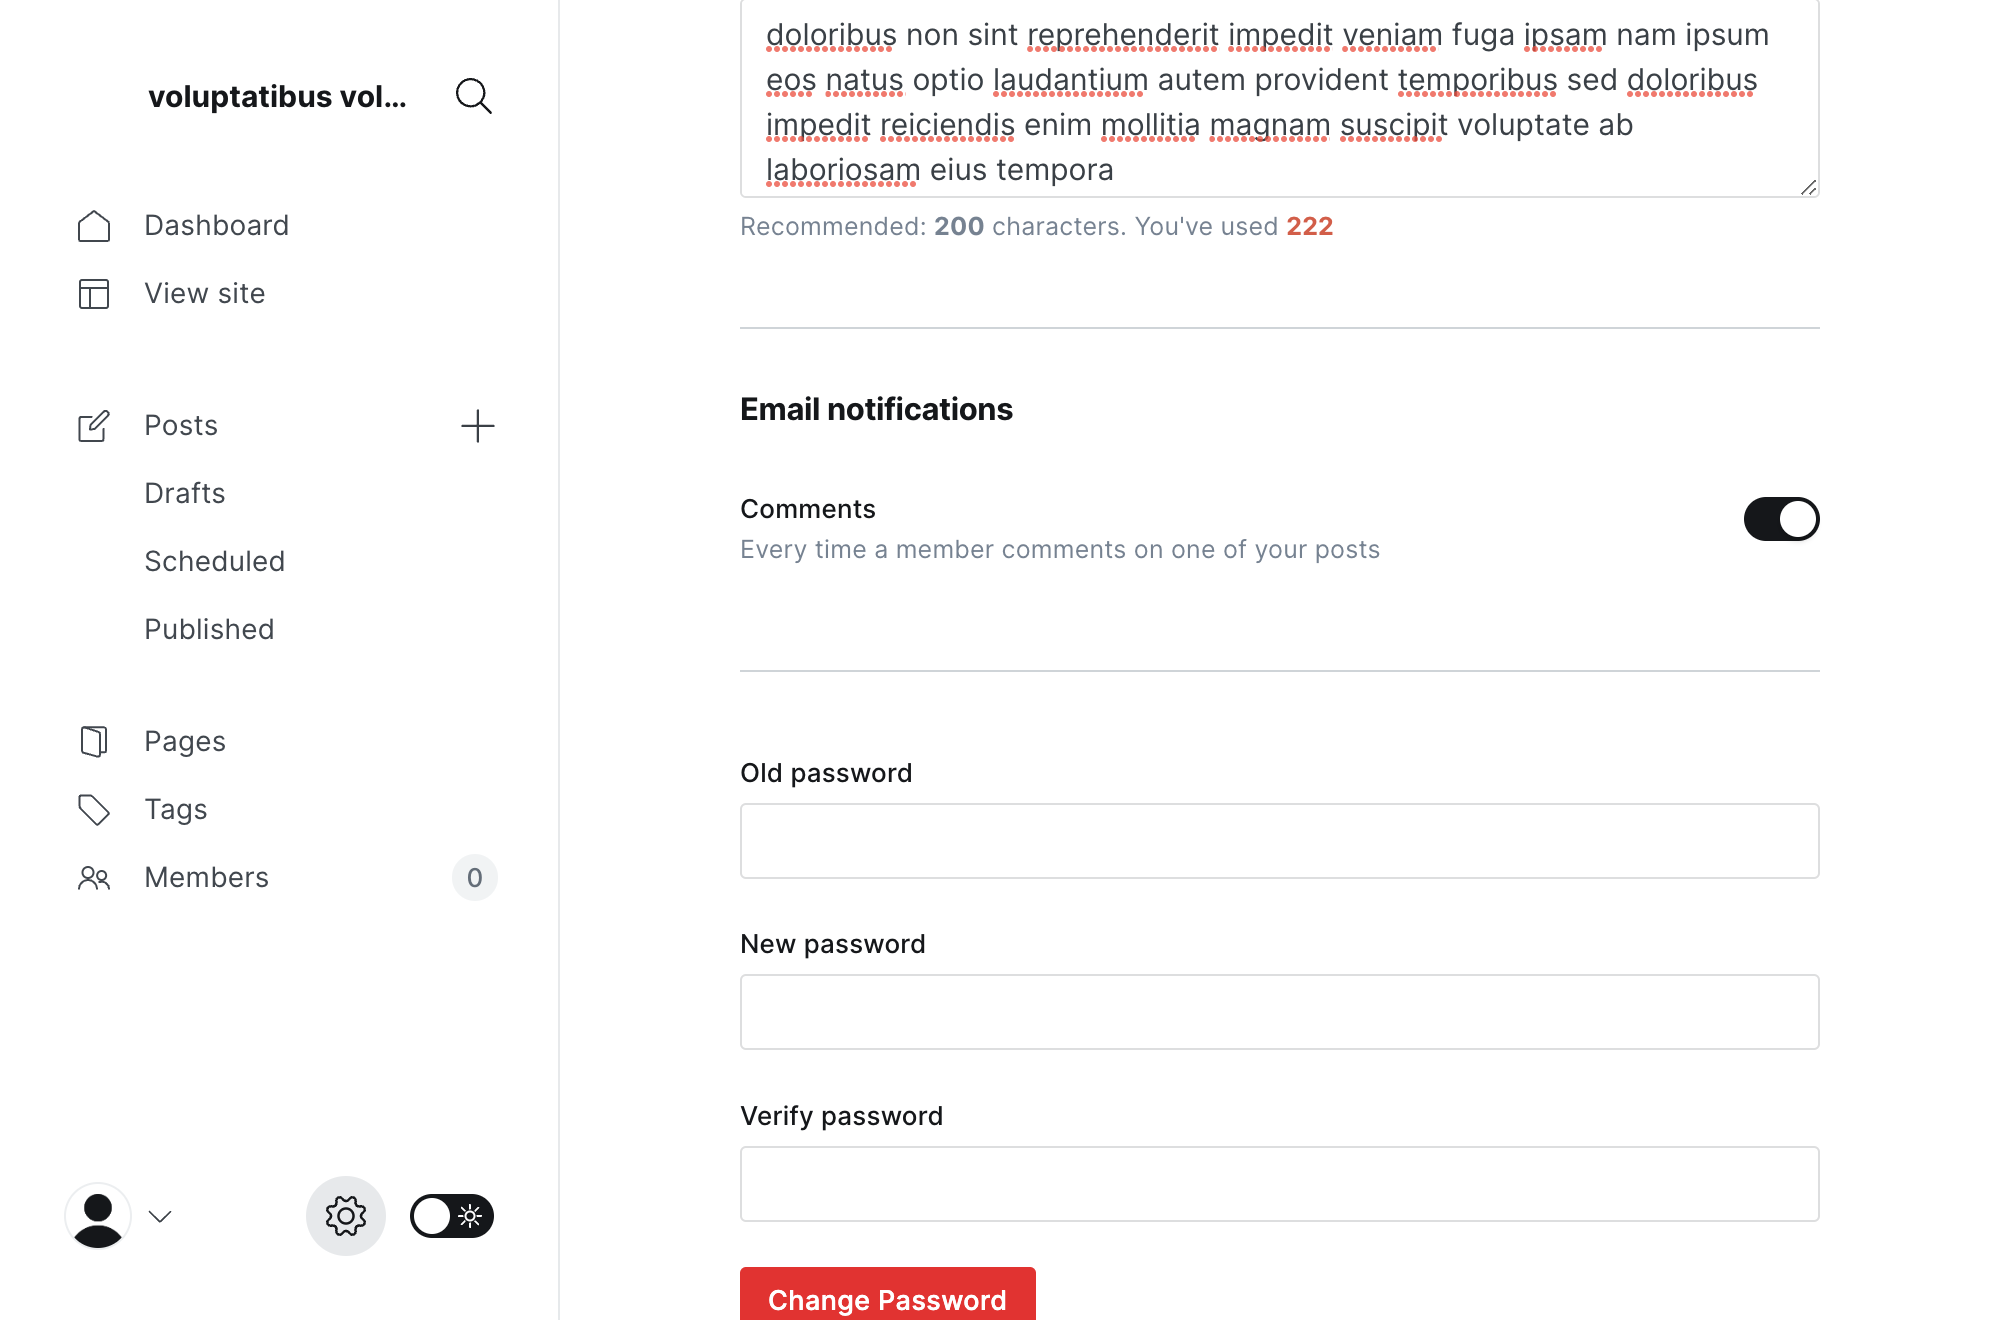 voluptatibus vol...
Dashboard
View site
Posts
Drafts
Scheduled
Published
Pages
Tags
Members
0
doloribus non sint reprehenderit impedit veniam fuga ipsam nam ipsum
eos natus optio laudantium autem provident temporibus sed doloribus
impedit reiciendis enim mollitia magnam suscipit voluptate ab
laboriosam eius tempora
Recommended: 200 characters. You've used 222
Email notifications
Comments
Every time a member comments on one of your posts
Old password
New password
Verify password
Change Password